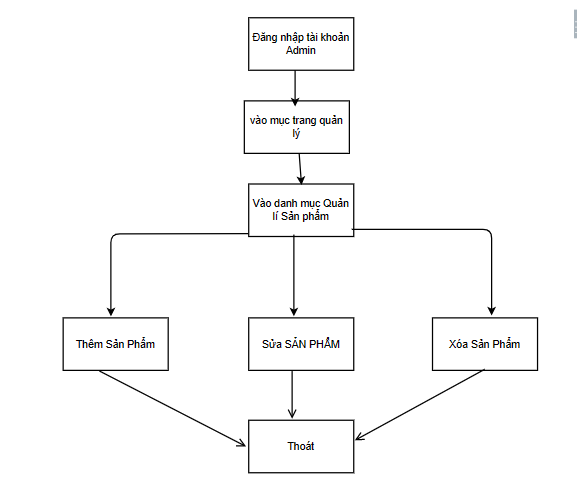 Đăng nhập tài khoản
Admin
vào mục trang quản
lý
Vào danh mục Quản
lí Sản phẩm
Thêm Sản Phẩm
Sửa SẢN PHẨM
Xóa Sản Phẩm
Thoát